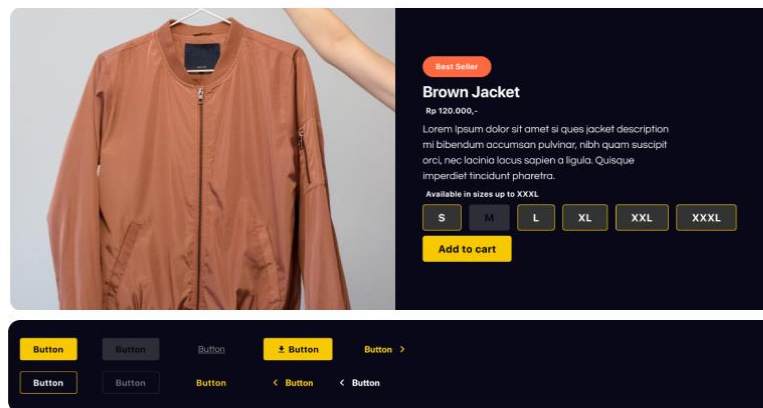 Best Seller
Brown Jacket
Rp 120.000,-
Lorem Ipsum dolor sit amet si ques jacket description
mi bibendum accumsan pulvinar, nibh quam suscipit
orci, nec lacinia lacus sapien a ligula. Quisque
imperdiet tincidunt pharetra.
Available in sizes up to XXXL
S M L XL XXL XXXL
Add to cart
Button Button Button Button Button >
Button Button Button < Button < Button